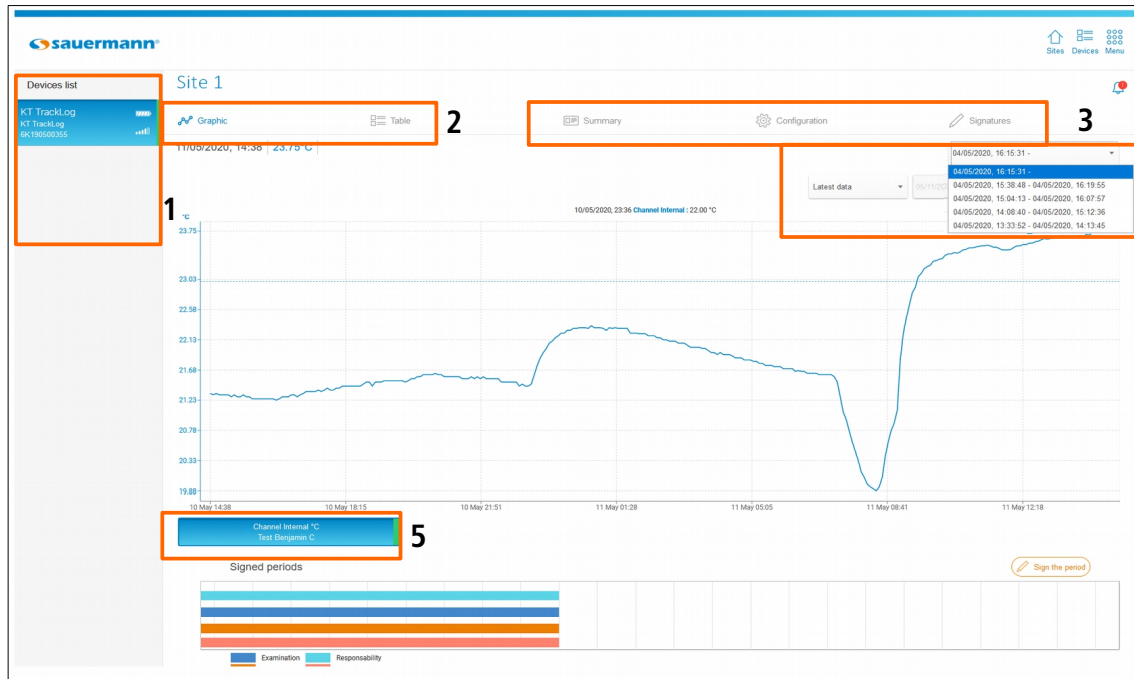 sauermann
Sites Devices Menu
Devices list
Site 1
KT TrackLog
KT TrackLog
6K190500355
Graphic
Table
2
Summary
Configuration
Signatures
3
11/05/2020, 14:38 23.75°C
04/05/2020, 16:15:31 -
04/05/2020, 16:15:31 -
04/05/2020, 15:38:48 - 04/05/2020, 16:19:55
04/05/2020, 15:04:13 - 04/05/2020, 16:07:57
04/05/2020, 14:08:40 - 04/05/2020, 15:12:36
04/05/2020, 13:33:52 - 04/05/2020, 14:13:45
Latest data
1
10/05/2020, 23:36 Channel Internal : 22.00 °C
°C
23.75
23.03
22.58
22.13
21.68
21.23
20.78
20.33
19.88
10 May 14:38
10 May 18:15
10 May 21:51
11 May 01:28
11 May 05:05
11 May 08:41
11 May 12:18
Channel Internal °C
Test Benjamin C
5
Signed periods
Sign the period
Examination
Responsability